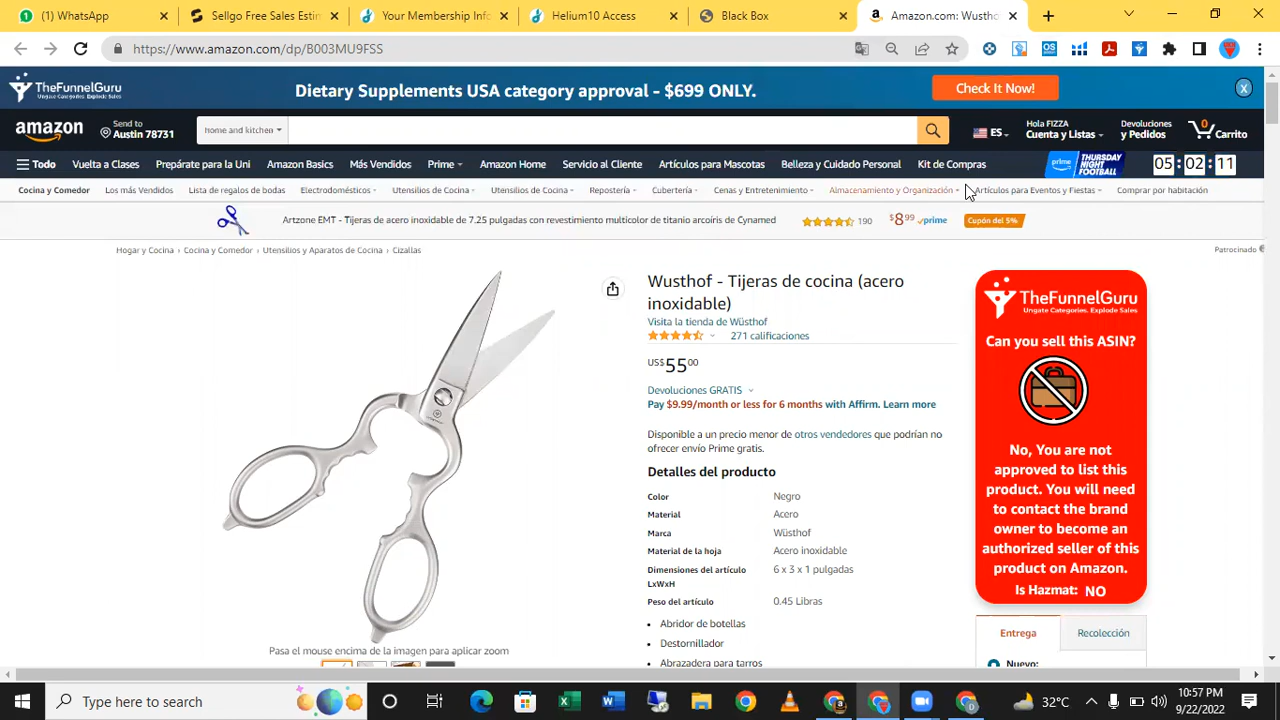 (1) WhatsApp
Sellgo Free Sales Estim
Your Membership Info
Helium10 Access
Black Box
Amazon.com: Wustho
https://www.amazon.com/dp/B003MU9FSS
TheFunnelGuru
Ungate Categories. Explode Sales
Dietary Supplements USA category approval - $699 ONLY.
Check It Now!
X
amazon
Send to
Austin 78731
home and kitchen
ES
Hola FIZZA
Cuenta y Listas
Devoluciones
y Pedidos
0
Carrito
Todo Vuelta a Clases Prepárate para la Uni Amazon Basics Más Vendidos Prime Amazon Home Servicio al Cliente Artículos para Mascotas Belleza y Cuidado Personal Kit de Compras
prime THURSDAY NIGHT FOOTBALL
05 : 02 : 11
Cocina y Comedor Los más Vendidos Lista de regalos de bodas Electrodomésticos Utensilios de Cocina Utensilios de Cocina Repostería Cubertería Cenas y Entretenimiento Almacenamiento y Organización Artículos para Eventos y Fiestas Comprar por habitación
Artzone EMT - Tijeras de acero inoxidable de 7.25 pulgadas con revestimiento multicolor de titanio arcoíris de Cynamed
190
$8.99 prime
Cupón del 5%
Hogar y Cocina › Cocina y Comedor › Utensilios y Aparatos de Cocina › Cizallas
Patrocinado
Wusthof - Tijeras de cocina (acero
inoxidable)
Visita la tienda de Wüsthof
271 calificaciones
US$55.00
Devoluciones GRATIS
Pay $9.99/month or less for 6 months with Affirm. Learn more
Disponible a un precio menor de otros vendedores que podrían no
ofrecer envío Prime gratis.
Detalles del producto
Color Negro
Material Acero
Marca Wüsthof
Material de la hoja Acero inoxidable
Dimensiones del artículo 6 x 3 x 1 pulgadas
LxWxH
Peso del artículo 0.45 Libras
• Abridor de botellas
• Destornillador
• Abrazadera para tarros
Pasa el mouse encima de la imagen para aplicar zoom
TheFunnelGuru
Ungate Categories. Explode Sales
Can you sell this ASIN?
No, You are not
approved to list this
product. You will need
to contact the brand
owner to become an
authorized seller of this
product on Amazon.
Is Hazmat: NO
Entrega
Recolección
Nuevo:
Type here to search
32°C
10:57 PM
9/22/2022